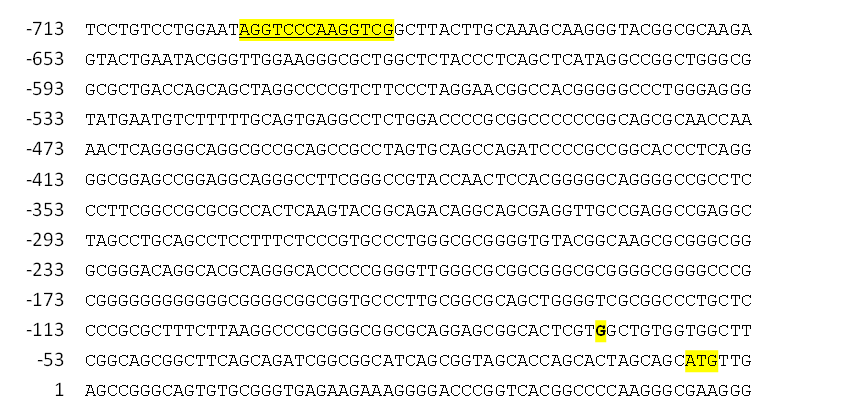 -713 TCCTGTCCTGGAATAGGTCCCAAGGTCGGCTTACTTGCAAAGCAAGGGTACGGCGCAAGA
-653 GTACTGAATACGGGTTGGAAGGGCGCTGGCTCTACCCTCAGCTCATAGGCCGGCTGGGCG
-593 GCGCTGACCAGCAGCTAGGCCCCGTCTTCCCTAGGAACGGCCACGGGGGCCCTGGGAGGG
-533 TATGAATGTCTTTTTGCAGTGAGGCCTCTGGACCCCGCGGCCCCCCGGCAGCGCAACCAA
-473 AACTCAGGGGCAGGCGCCGCAGCCGCCTAGTGCAGCCAGATCCCCGCCGGCACCCTCAGG
-413 GGCGGAGCCGGAGGCAGGGCCTTCGGGCCGTACCAACTCCACGGGGGCAGGGGCCGCCTC
-353 CCTTCGGCCGCGCGCCACTCAAGTACGGCAGACAGGCAGCGAGGTTGCCGAGGCCGAGGC
-293 TAGCCTGCAGCCTCCTTTCTCCCGTGCCCTGGGCGCGGGGTGTACGGCAAGCGCGGGCGG
-233 GCGGGACAGGCACGCAGGGCACCCCCGGGGTTGGGCGCGGCGGGCGCGGGGCGGGGCCCG
-173 CGGGGGGGGGGGGCGGGGCGGCGGTGCCCTTGCGGCGCAGCTGGGGTCGCGGCCCTGCTC
-113 CCCGCGCTTTCTTAAGGCCCGCGGGCGGCGCAGGAGCGGCACTCGTGGCTGTGGTGGCTT
-53 CGGCAGCGGCTTCAGCAGATCGGCGGCATCAGCGGTAGCACCAGCACTAGCAGCATGTTG
1 AGCCGGGCAGTGTGCGGGTGAGAAGAAAGGGGACCCGGTCACGGCCCCAAGGGCGAAGGG